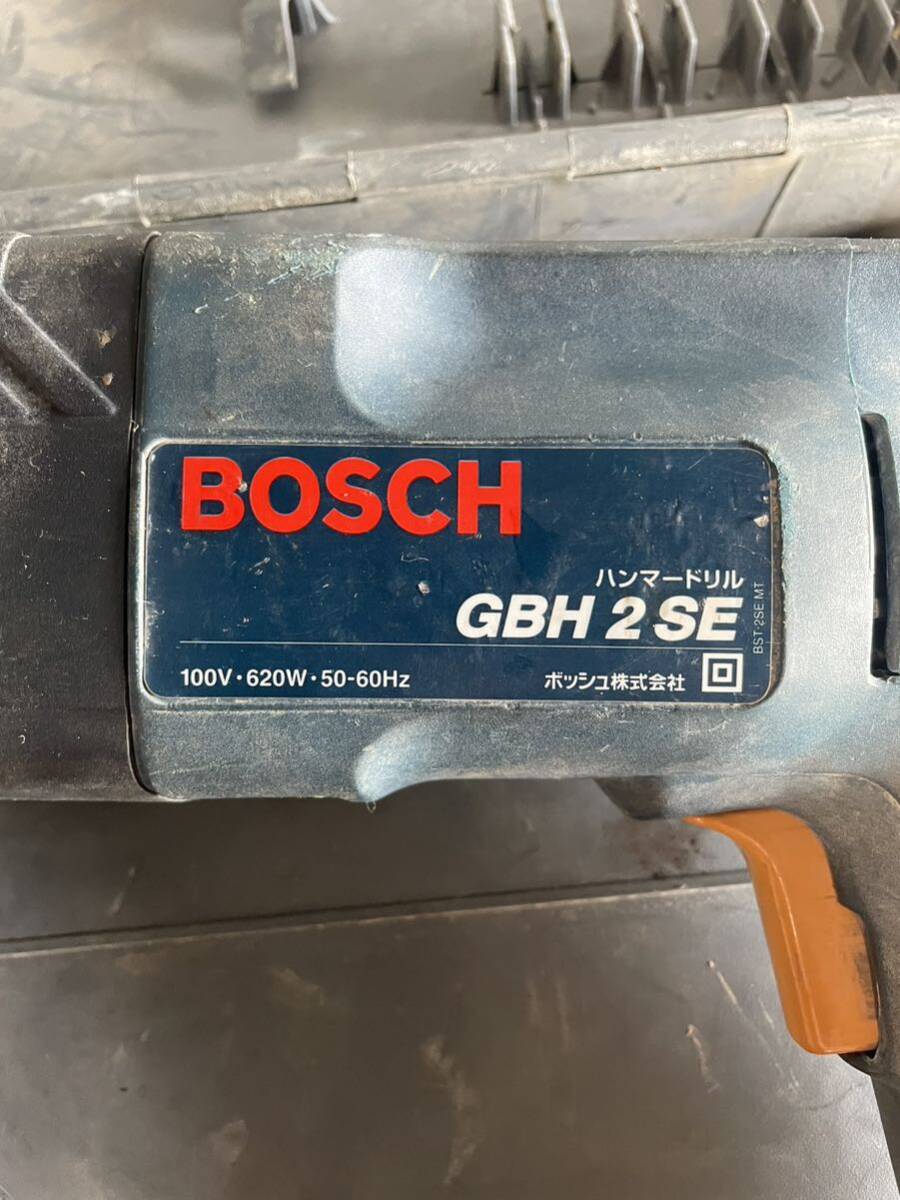 BOSCH
ハンマードリル
GBH 2 SE
100V・620W・50-60Hz
ボッシュ株式会社
BST・2SE.MT